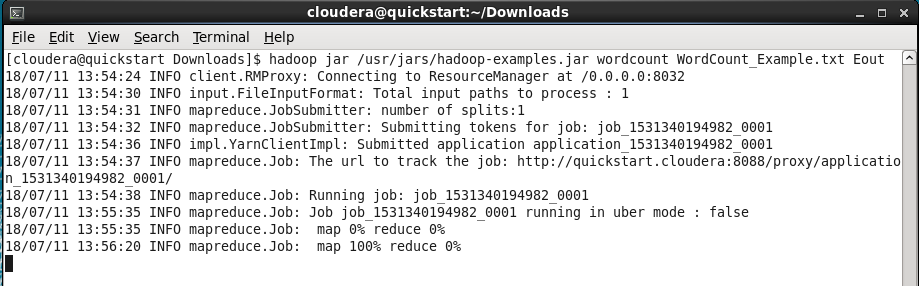 cloudera@quickstart:~/Downloads
File Edit View Search Terminal Help
[cloudera@quickstart Downloads]$ hadoop jar /usr/jars/hadoop-examples.jar wordcount WordCount_Example.txt Eout
18/07/11 13:54:24 INFO client.RMProxy: Connecting to ResourceManager at /0.0.0.0:8032
18/07/11 13:54:30 INFO input.FileInputFormat: Total input paths to process : 1
18/07/11 13:54:31 INFO mapreduce.JobSubmitter: number of splits:1
18/07/11 13:54:32 INFO mapreduce.JobSubmitter: Submitting tokens for job: job_1531340194982_0001
18/07/11 13:54:36 INFO impl.YarnClientImpl: Submitted application application_1531340194982_0001
18/07/11 13:54:37 INFO mapreduce.Job: The url to track the job: http://quickstart.cloudera:8088/proxy/applicatio
n_1531340194982_0001/
18/07/11 13:54:38 INFO mapreduce.Job: Running job: job_1531340194982_0001
18/07/11 13:55:35 INFO mapreduce.Job: Job job_1531340194982_0001 running in uber mode : false
18/07/11 13:55:35 INFO mapreduce.Job:  map 0% reduce 0%
18/07/11 13:56:20 INFO mapreduce.Job:  map 100% reduce 0%